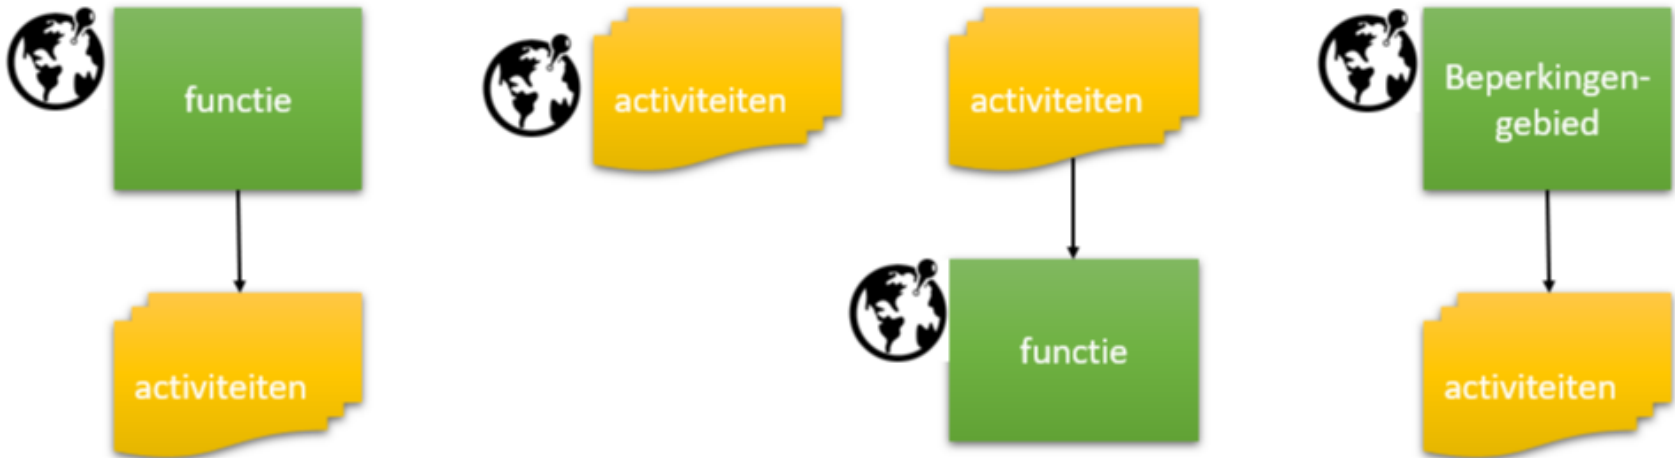 functie
activiteiten
activiteiten
Beperkingen-
gebied
activiteiten
functie
activiteiten